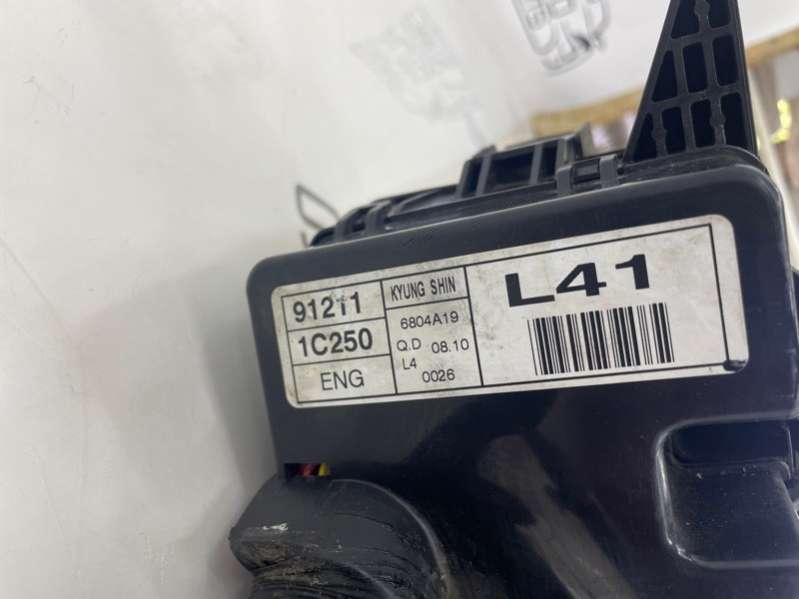 91211
1C250
ENG
KYUNG SHIN
6804A19
Q.D 08.10
L4
0026
L41